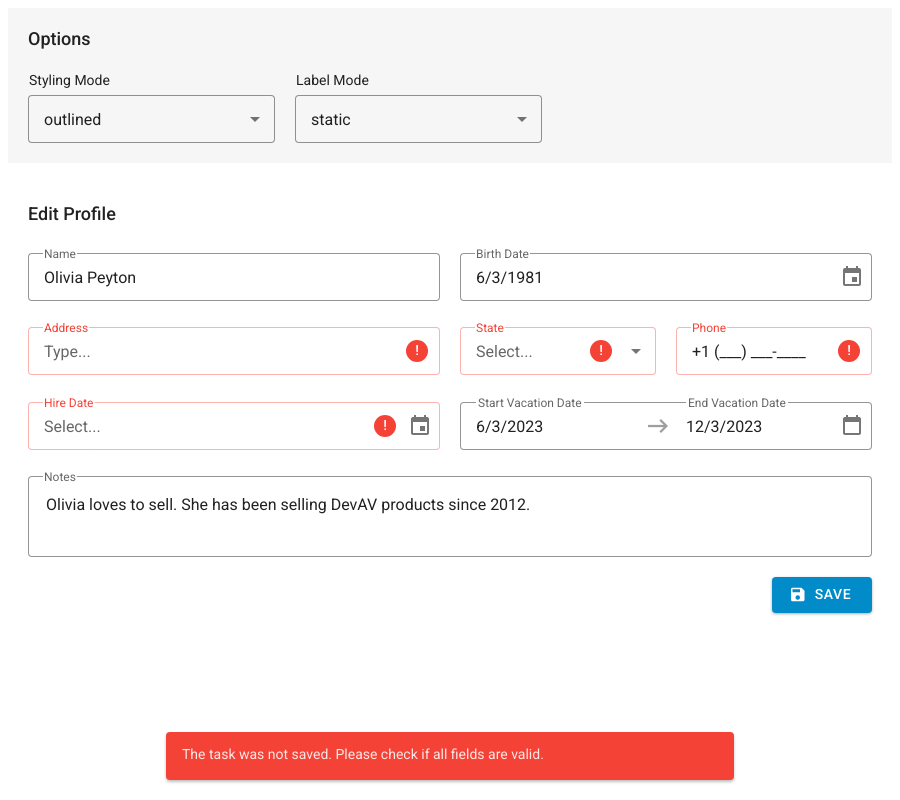 Options
Styling Mode Label Mode
outlined static
Edit Profile
Name Birth Date
Olivia Peyton 6/3/1981
Address State Phone
Type... Select... +1 (___) ___-____
Hire Date Start Vacation Date End Vacation Date
Select... 6/3/2023 12/3/2023
Notes
Olivia loves to sell. She has been selling DevAV products since 2012.
SAVE
The task was not saved. Please check if all fields are valid.